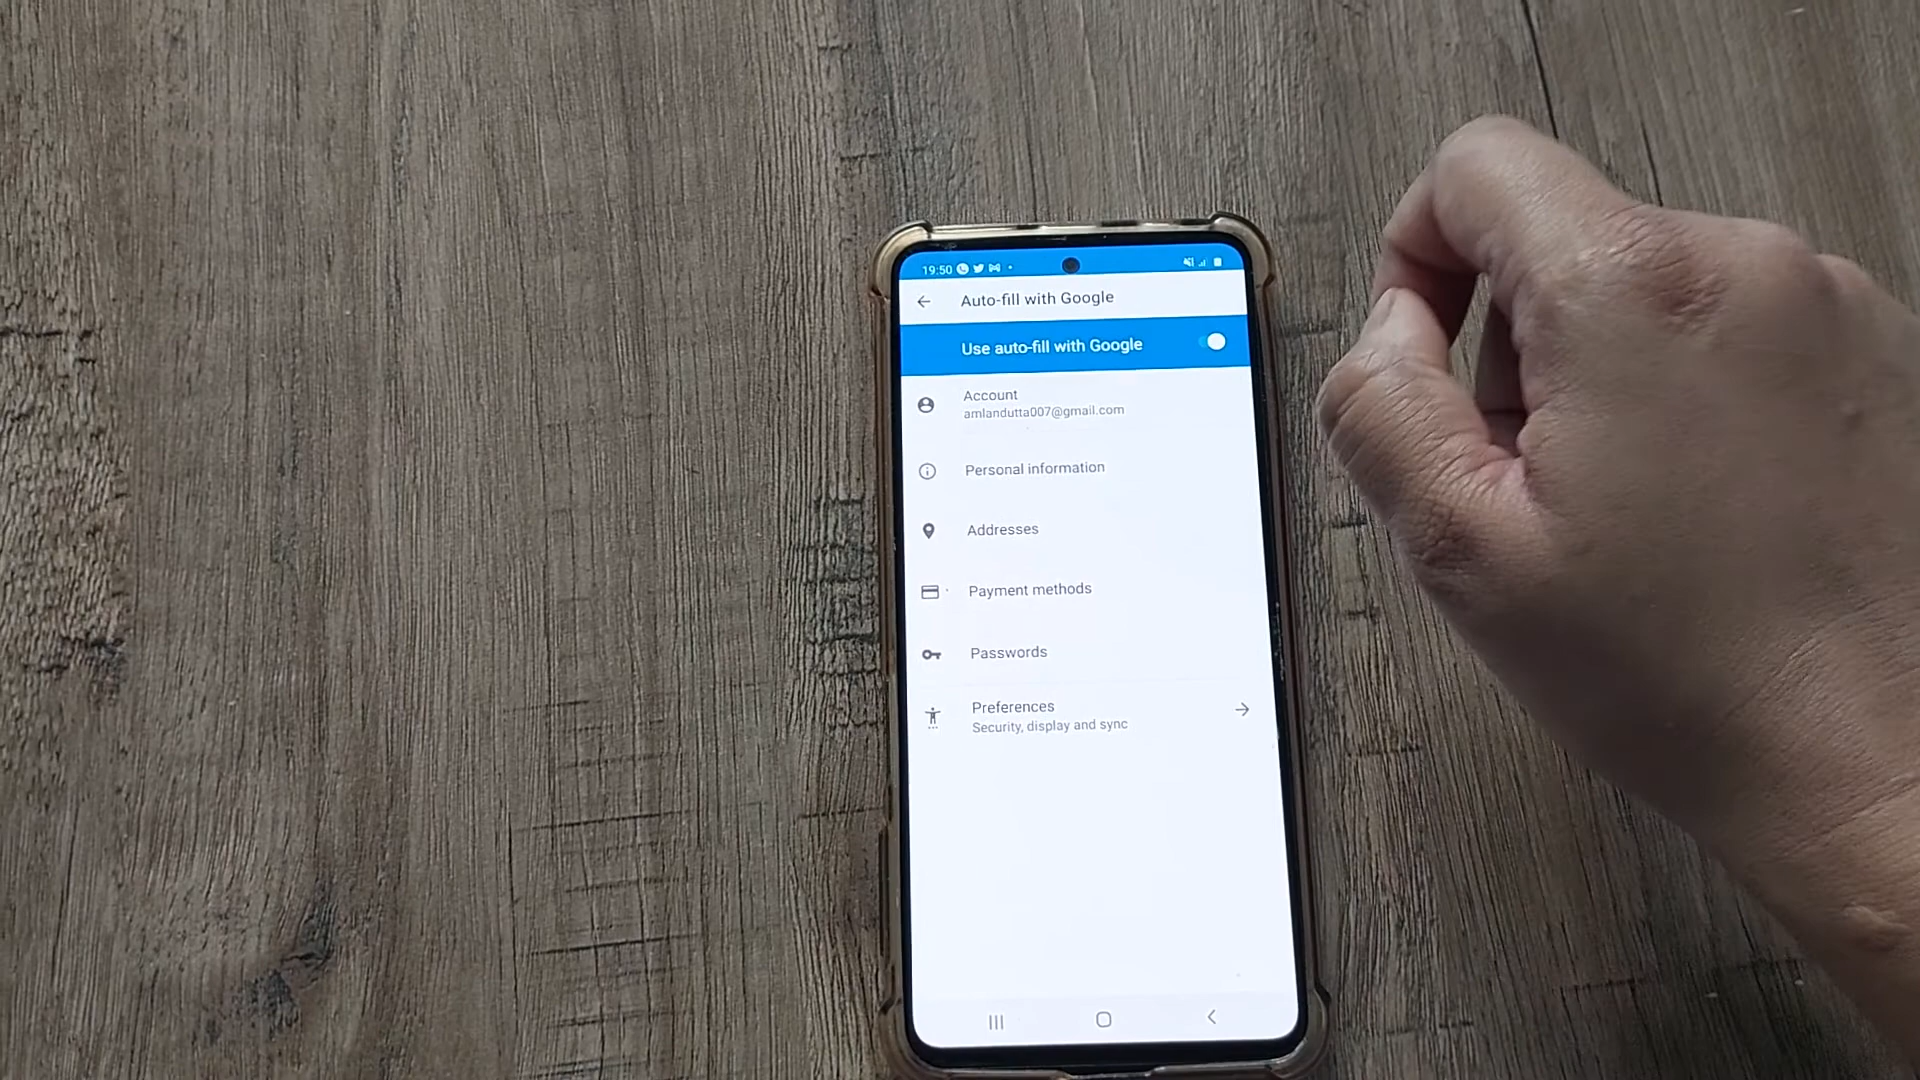 19:50
Auto-fill with Google
Use auto-fill with Google
Account
amlandutta007@gmail.com
Personal information
Addresses
Payment methods
Passwords
Preferences
Security, display and sync